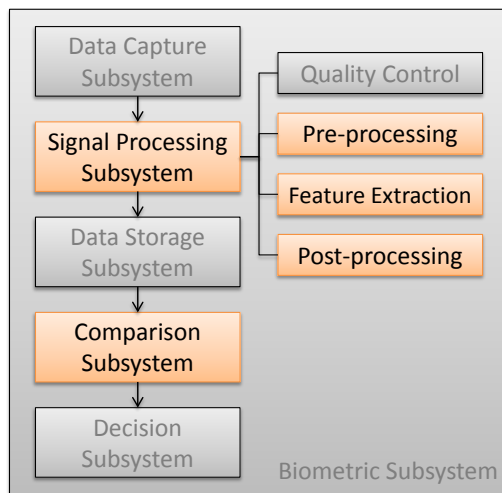 Data Capture
Subsystem
Signal Processing
Subsystem
Data Storage
Subsystem
Comparison
Subsystem
Decision
Subsystem
Quality Control
Pre-processing
Feature Extraction
Post-processing
Biometric Subsystem